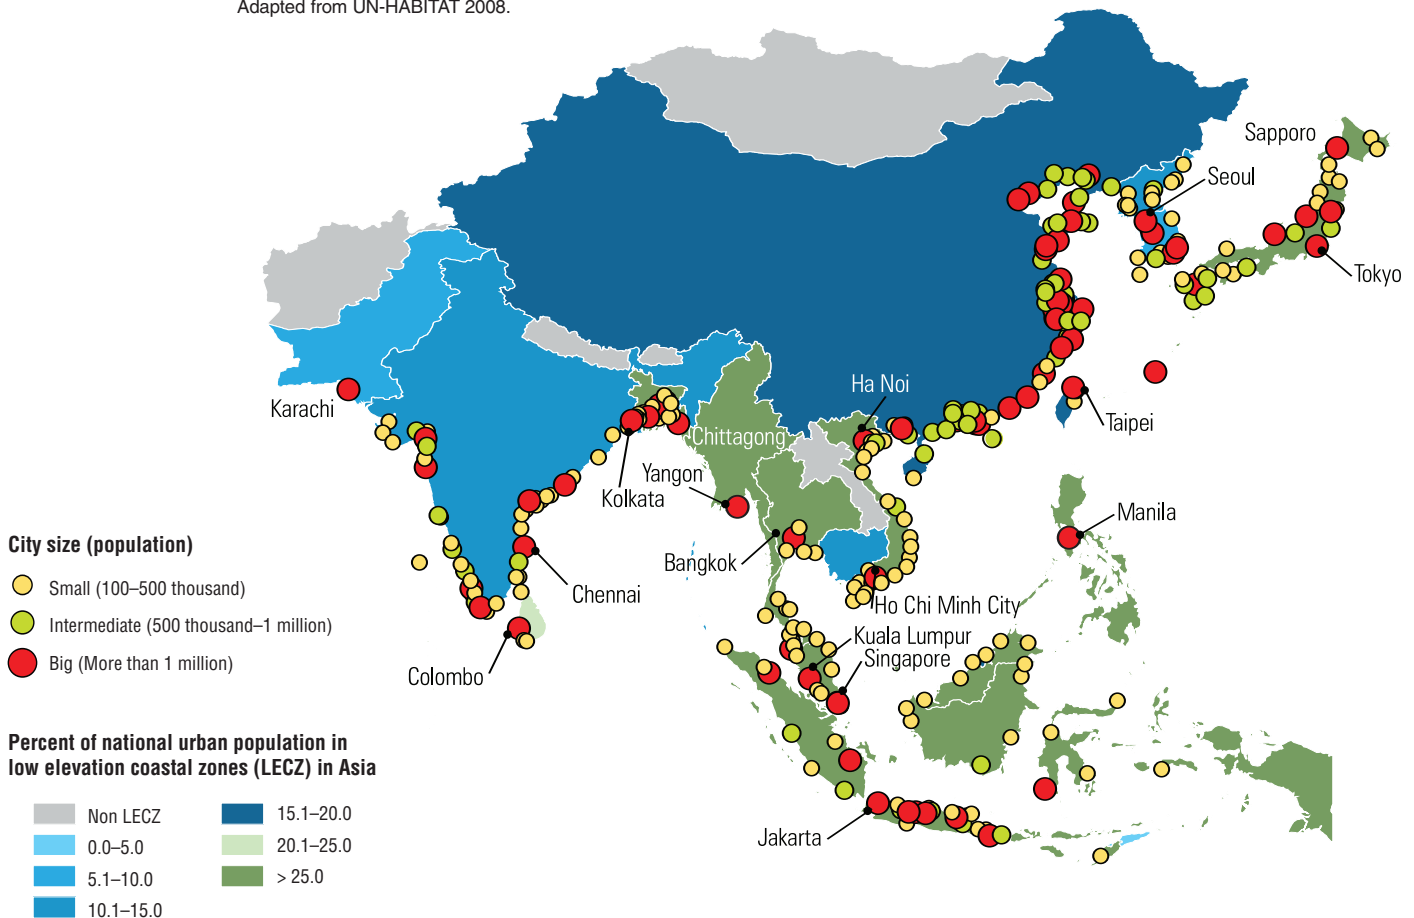 Adapted from UN-HABITAT 2008.
Sapporo
Seoul
Tokyo
Karachi
Ha Noi
Taipei
Chittagong
Yangon
Kolkata
Manila
Bangkok
Chennai
Ho Chi Minh City
Kuala Lumpur
Singapore
Colombo
Jakarta
City size (population)
Small (100–500 thousand)
Intermediate (500 thousand–1 million)
Big (More than 1 million)
Percent of national urban population in
low elevation coastal zones (LECZ) in Asia
Non LECZ
0.0–5.0
5.1–10.0
10.1–15.0
15.1–20.0
20.1–25.0
> 25.0